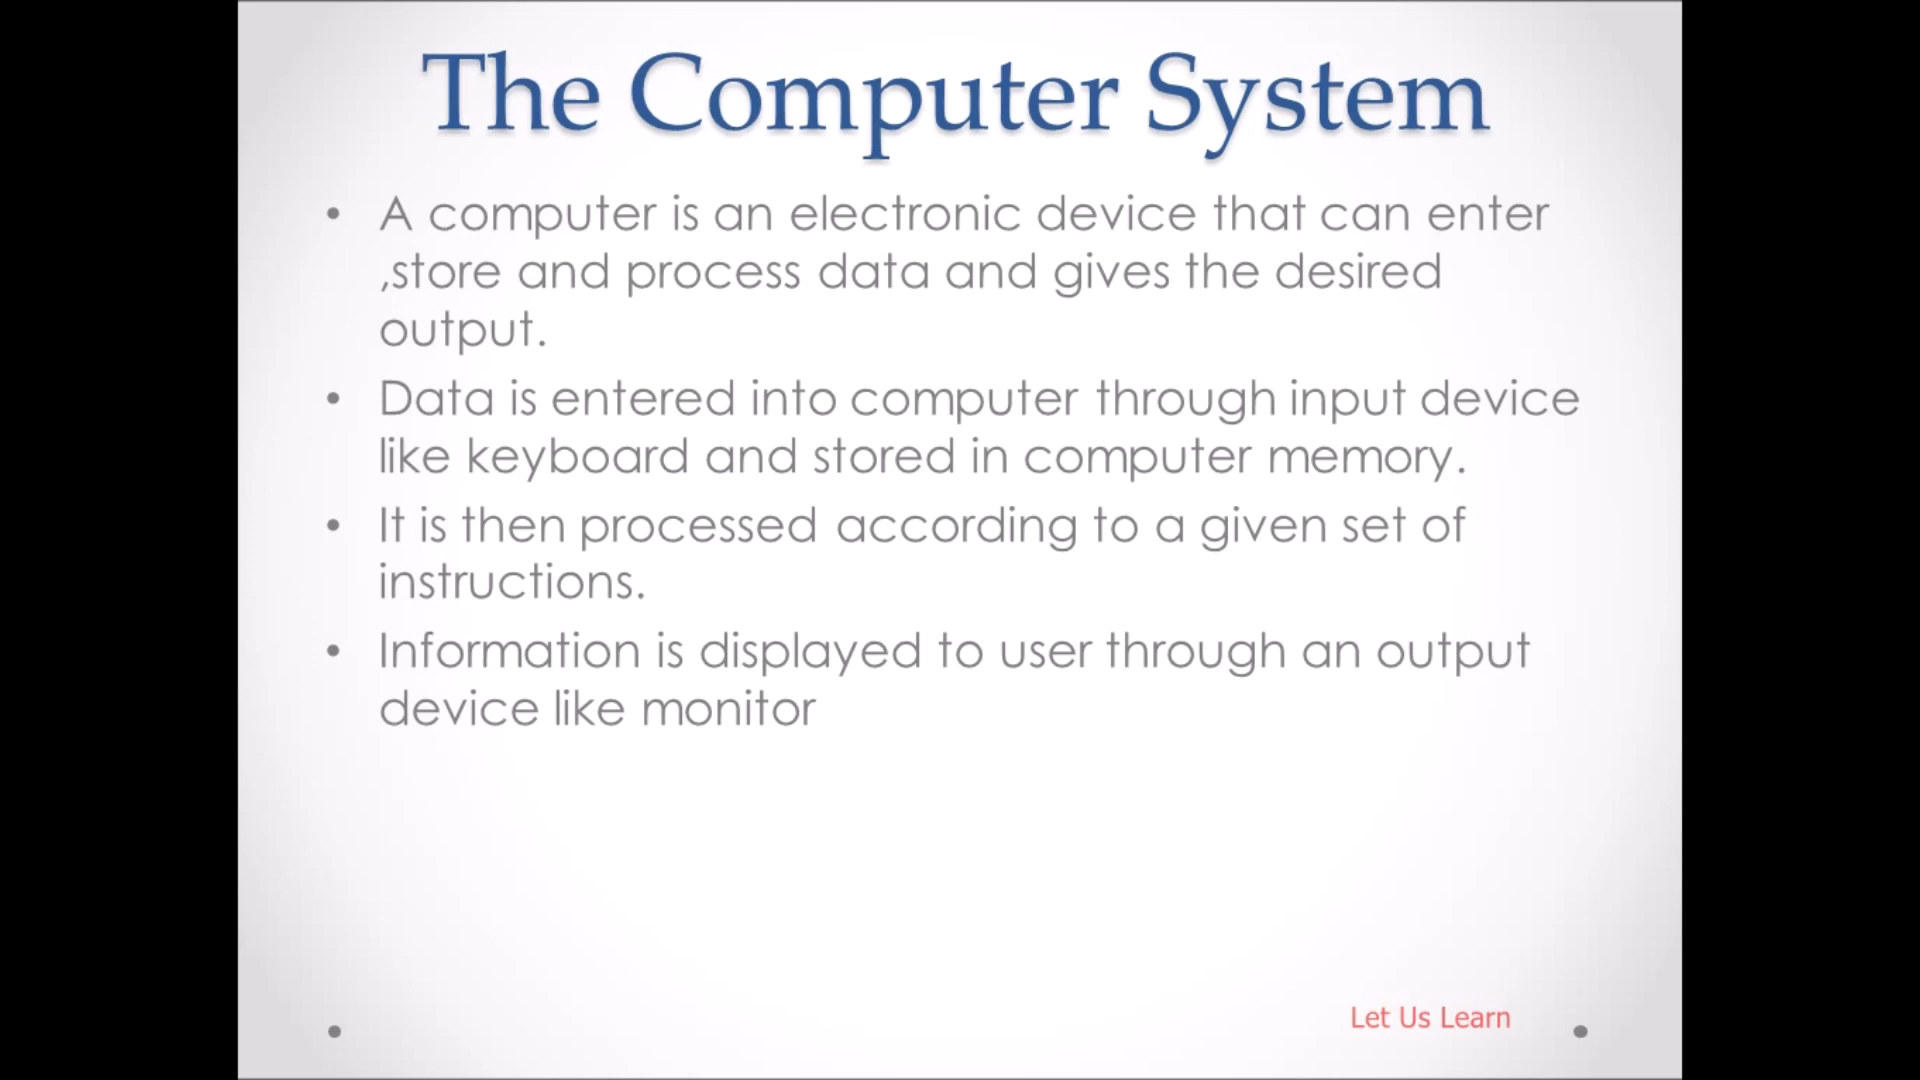 The Computer System
• A computer is an electronic device that can enter
,store and process data and gives the desired
output.
• Data is entered into computer through input device
like keyboard and stored in computer memory.
• It is then processed according to a given set of
instructions.
• Information is displayed to user through an output
device like monitor
Let Us Learn